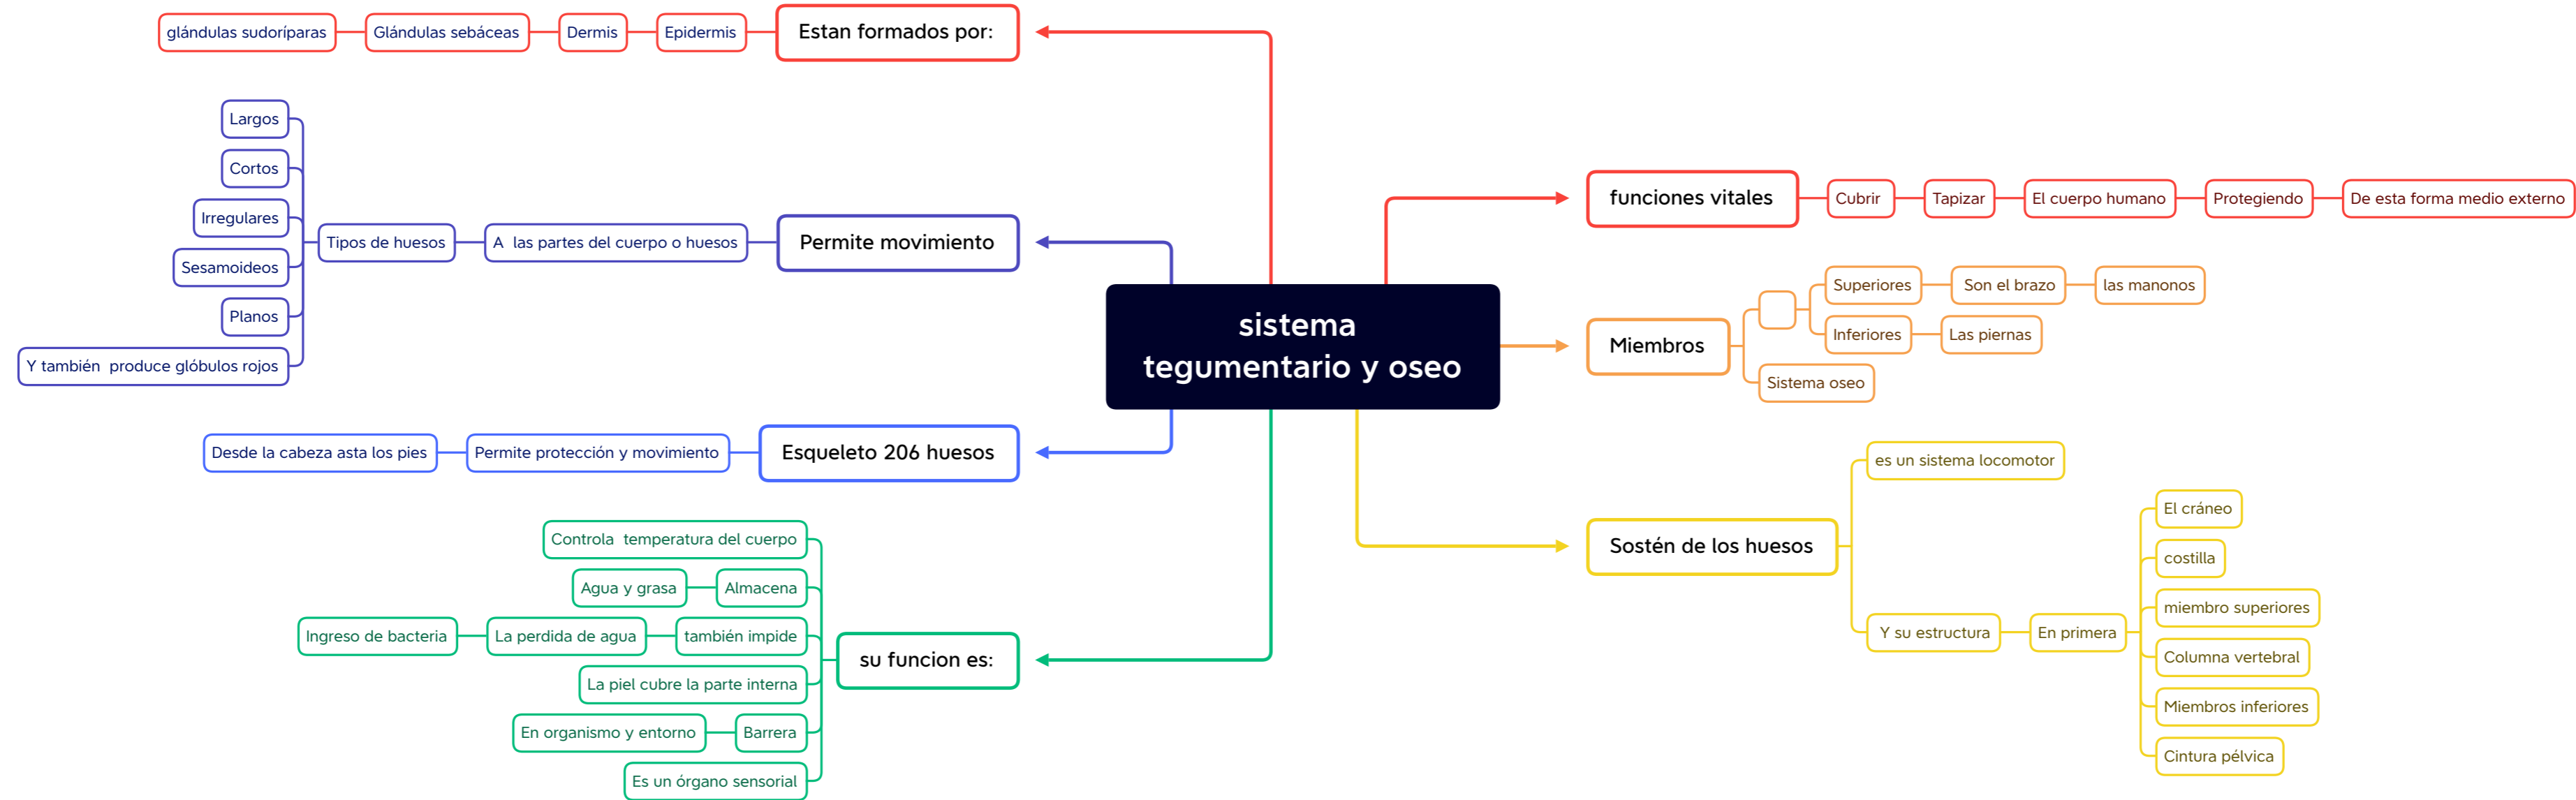 sistema
tegumentario y oseo
Estan formados por:
Epidermis
Dermis
Glándulas sebáceas
glándulas sudoríparas
Permite movimiento
A  las partes del cuerpo o huesos
Tipos de huesos
Largos
Cortos
Irregulares
Sesamoideos
Planos
Y también  produce glóbulos rojos
Esqueleto 206 huesos
Permite protección y movimiento
Desde la cabeza asta los pies
su funcion es:
Controla  temperatura del cuerpo
Almacena
Agua y grasa
también impide
La perdida de agua
Ingreso de bacteria
La piel cubre la parte interna
Barrera
En organismo y entorno
Es un órgano sensorial
funciones vitales
Cubrir
Tapizar
El cuerpo humano
Protegiendo
De esta forma medio externo
Miembros
Superiores
Son el brazo
las manonos
Inferiores
Las piernas
Sistema oseo
Sostén de los huesos
es un sistema locomotor
Y su estructura
En primera
El cráneo
costilla
miembro superiores
Columna vertebral
Miembros inferiores
Cintura pélvica